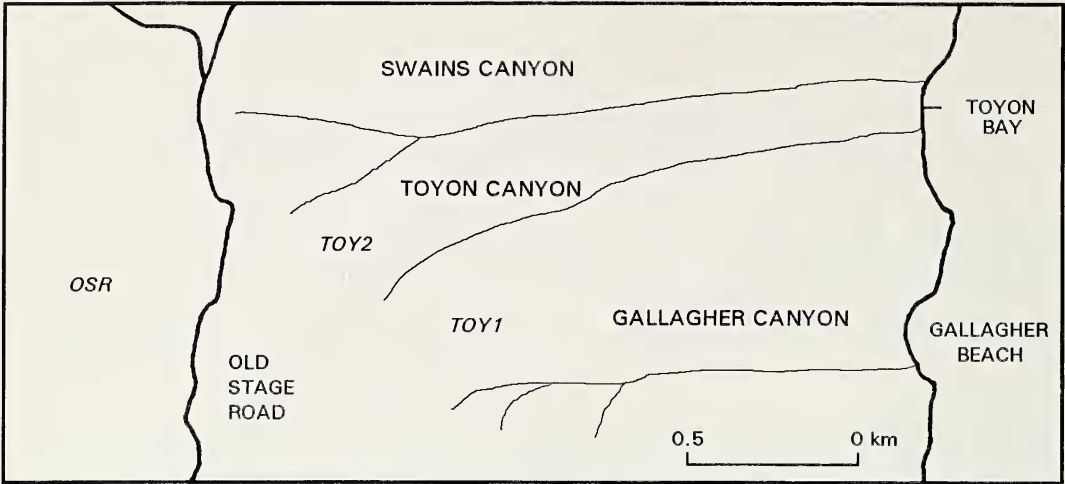 SWAINS CANYON
TOYON
BAY
TOYON CANYON
TOY2
OSR
TOY1
GALLAGHER CANYON
GALLAGHER
BEACH
OLD
STAGE
ROAD
0.5
0 km